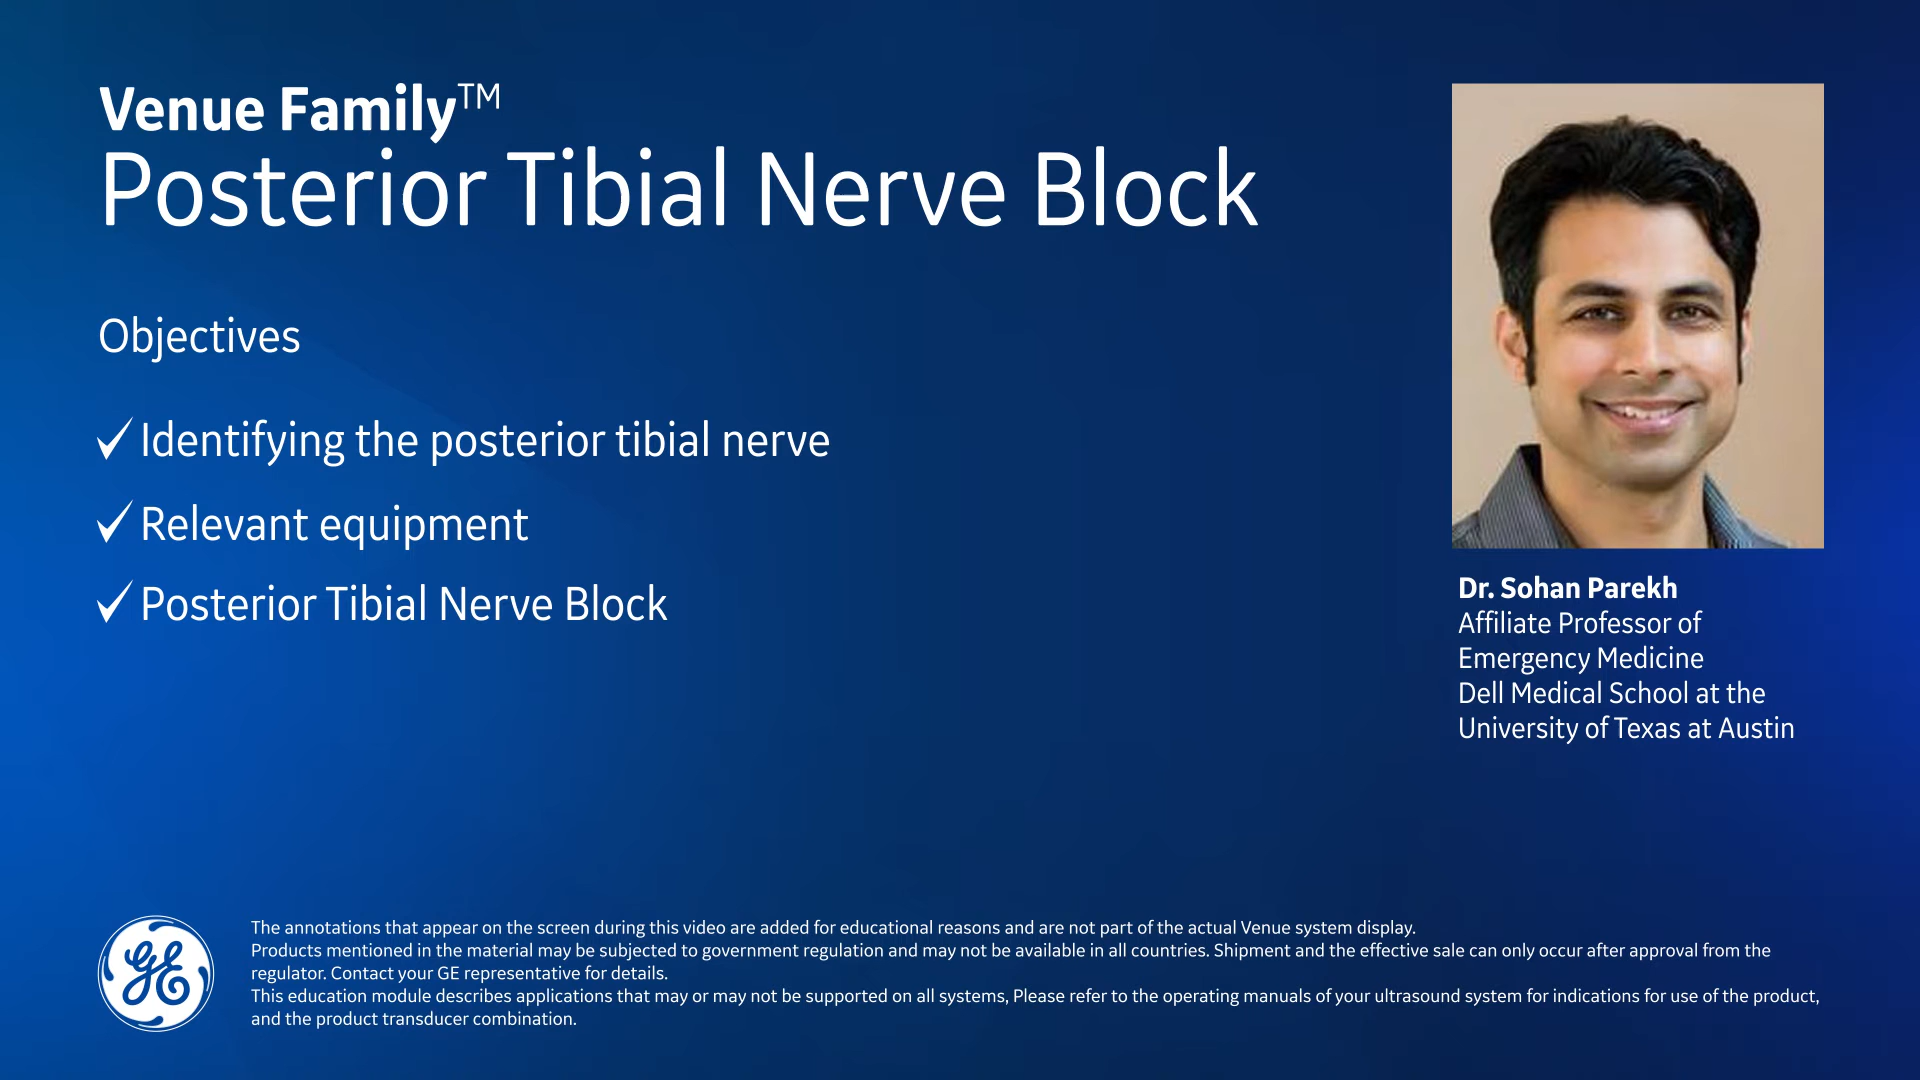 Venue Family™
Posterior Tibial Nerve Block
Objectives
✓ Identifying the posterior tibial nerve
✓ Relevant equipment
✓ Posterior Tibial Nerve Block
Dr. Sohan Parekh
Affiliate Professor of
Emergency Medicine
Dell Medical School at the
University of Texas at Austin
GE
The annotations that appear on the screen during this video are added for educational reasons and are not part of the actual Venue system display.
Products mentioned in the material may be subjected to government regulation and may not be available in all countries. Shipment and the effective sale can only occur after approval from the
regulator. Contact your GE representative for details.
This education module describes applications that may or may not be supported on all systems, Please refer to the operating manuals of your ultrasound system for indications for use of the product,
and the product transducer combination.